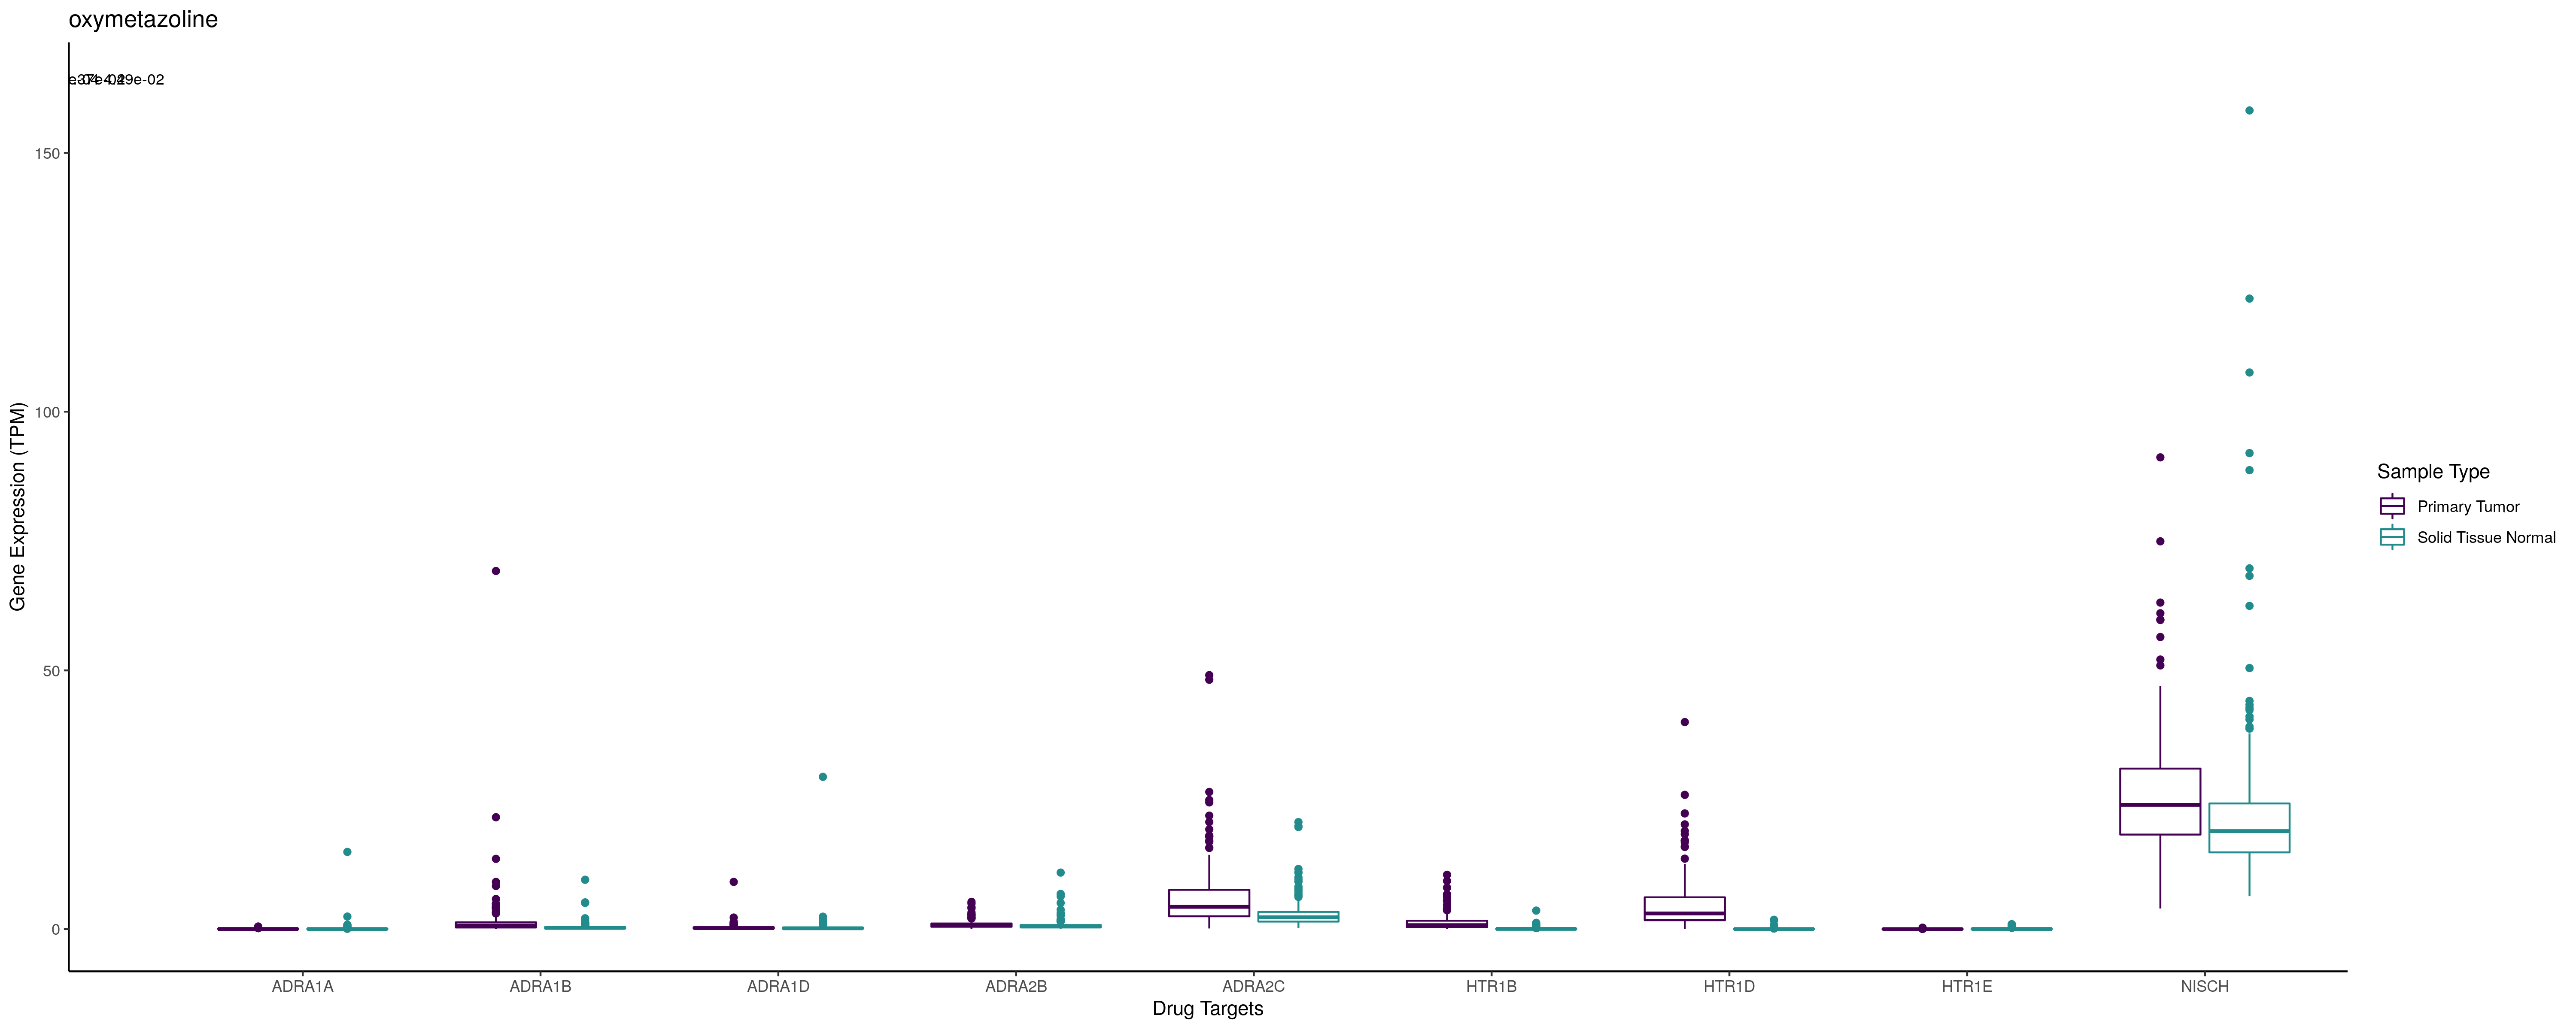 oxymetazoline
150
100
50
0
Gene Expression (TPM)
ADRA1A ADRA1B ADRA1D ADRA2B ADRA2C HTR1B HTR1D HTR1E NISCH
Drug Targets
Sample Type
Primary Tumor
Solid Tissue Normal